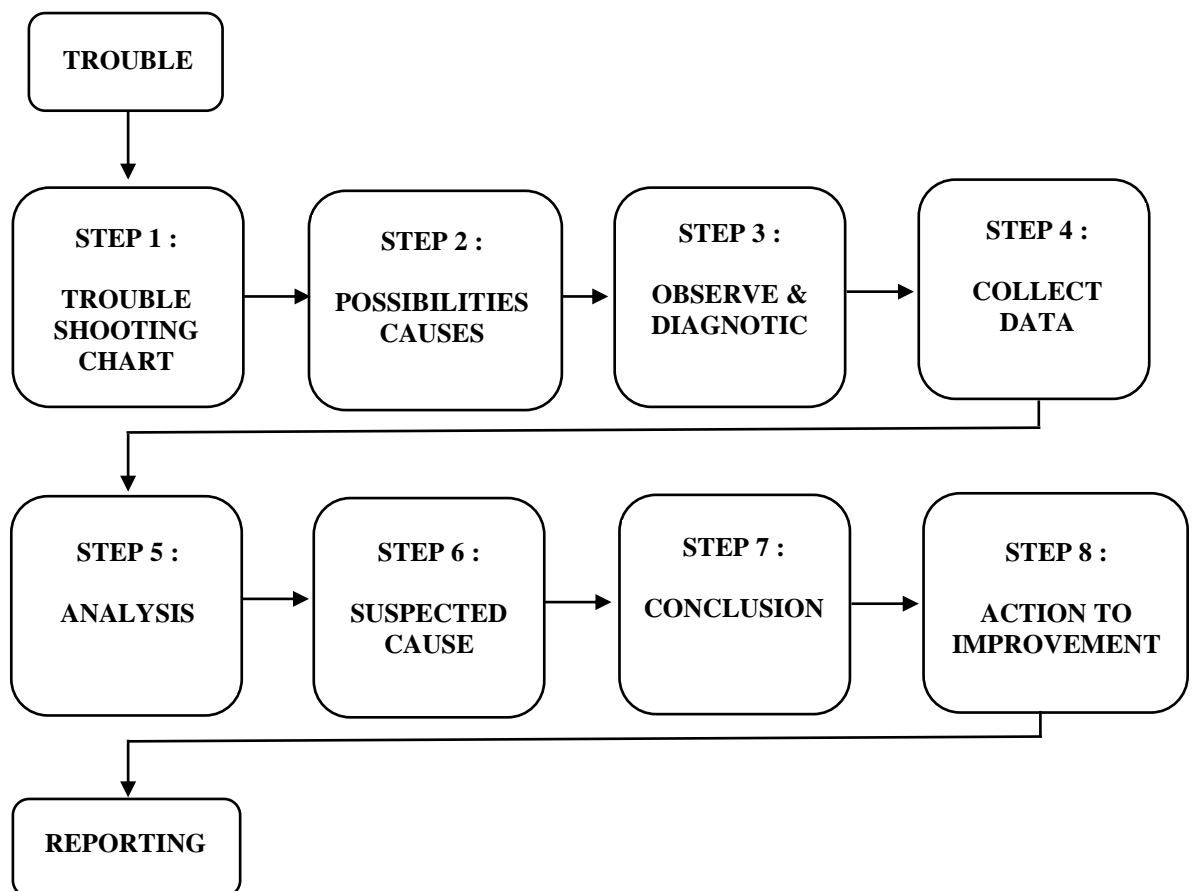 TROUBLE
STEP 1 :
TROUBLE
SHOOTING
CHART
STEP 2 :
POSSIBILITIES
CAUSES
STEP 3 :
OBSERVE &
DIAGNOTIC
STEP 4 :
COLLECT
DATA
STEP 5 :
ANALYSIS
STEP 6 :
SUSPECTED
CAUSE
STEP 7 :
CONCLUSION
STEP 8 :
ACTION TO
IMPROVEMENT
REPORTING